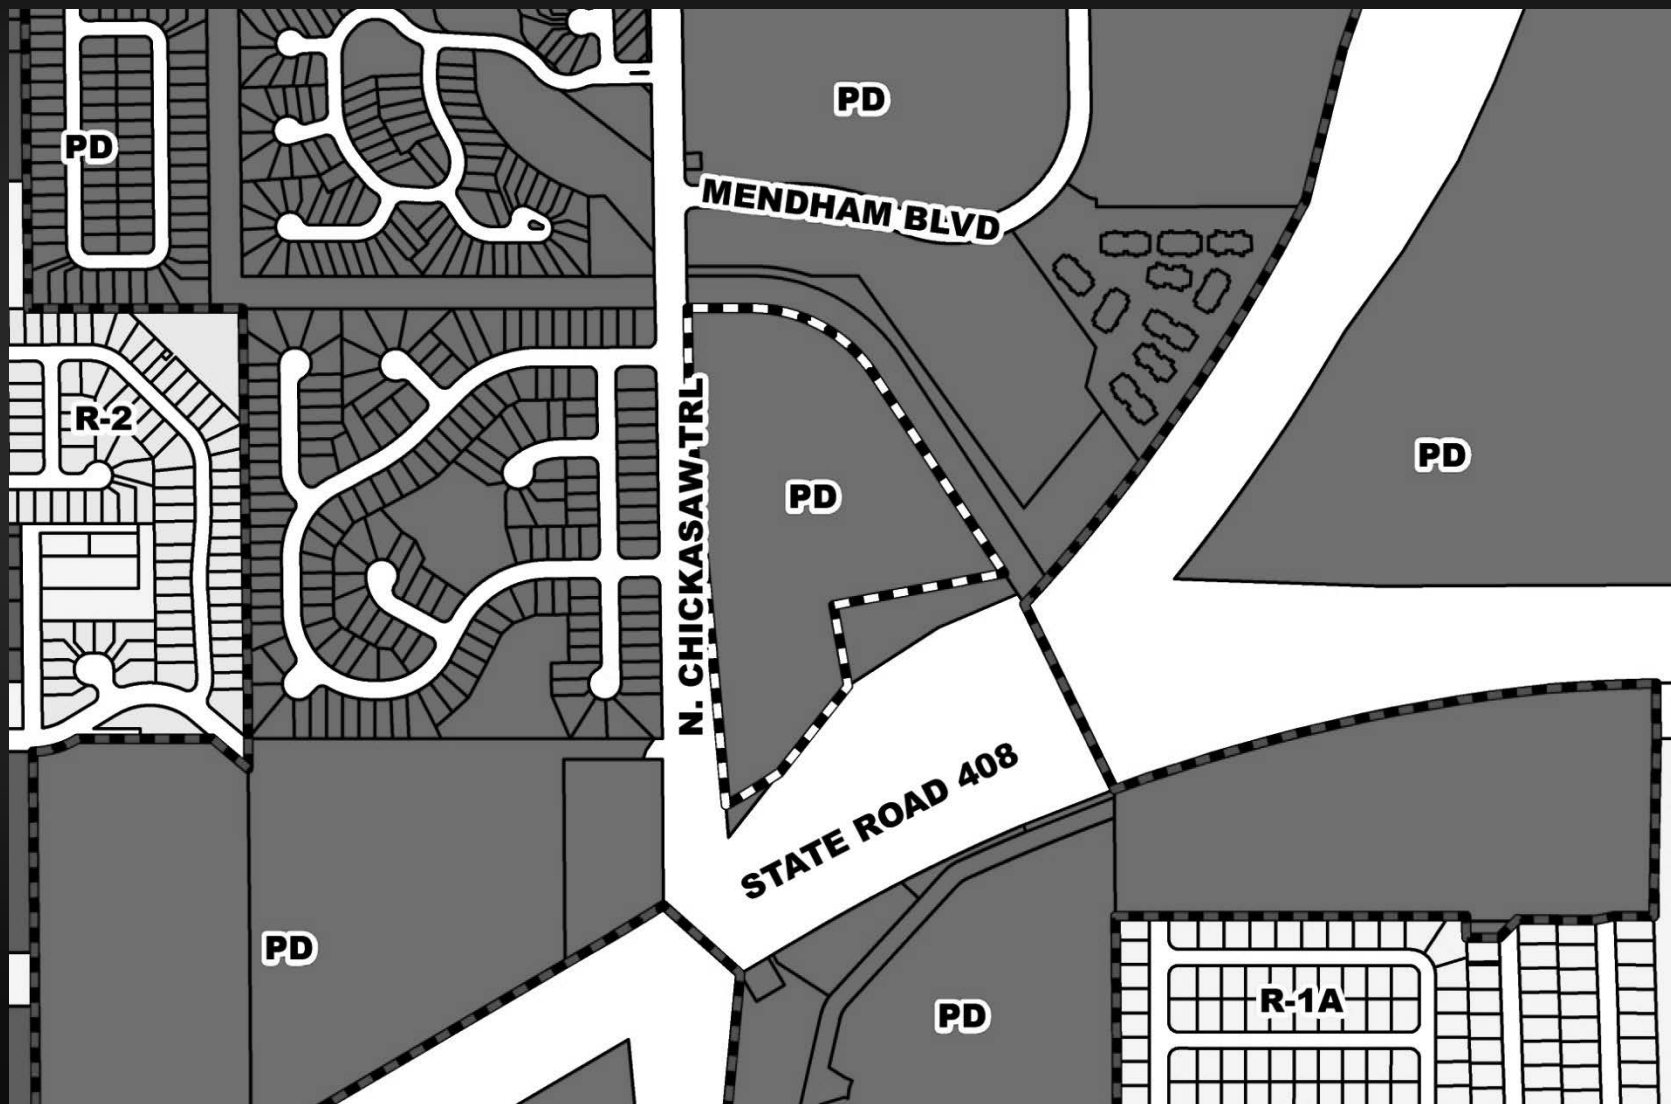 PD
PD
MENDHAM BLVD
R-2
N. CHICKASAW TRL
PD
PD
STATE ROAD 408
PD
PD
R-1A